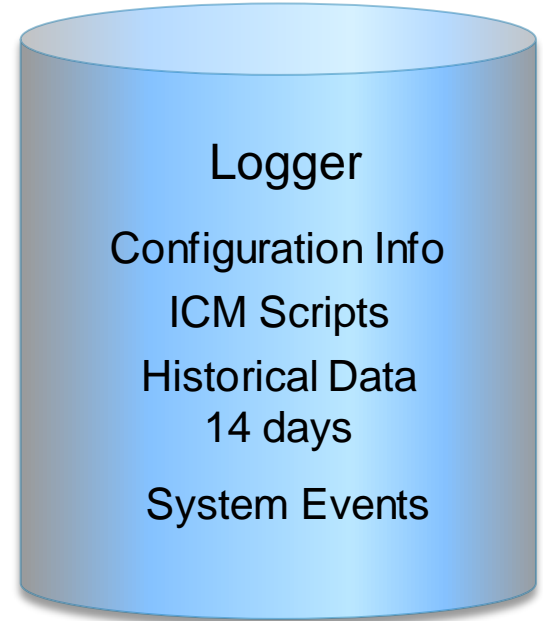 Logger
Configuration Info
ICM Scripts
Historical Data
14 days
System Events